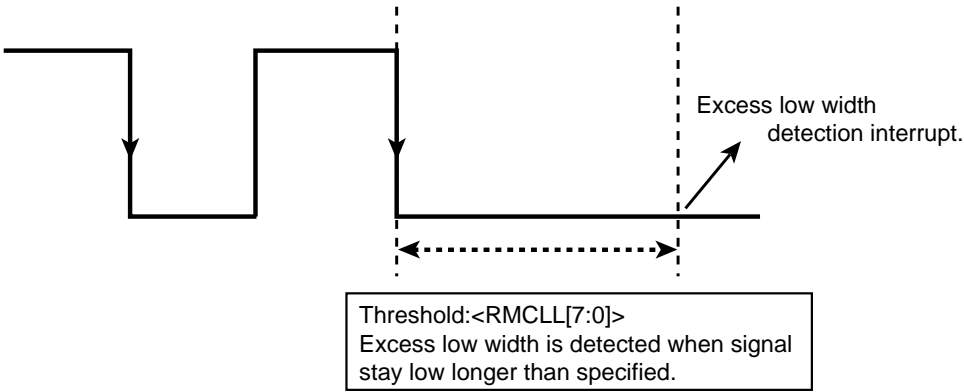 Excess low width
detection interrupt.
Threshold:<RMCLL[7:0]>
Excess low width is detected when signal
stay low longer than specified.